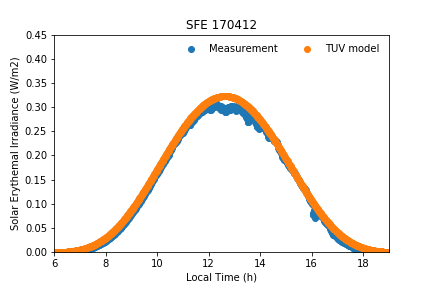 SFE 170412
Measurement
TUV model
0.45
0.40
0.35
0.30
0.25
0.20
0.15
0.10
0.05
0.00
Solar Erythemal Irradiance (W/m2)
6 8 10 12 14 16 18
Local Time (h)